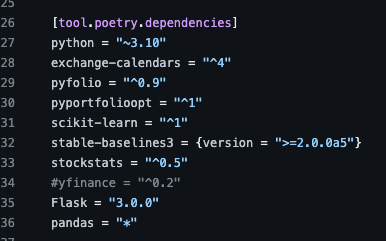 25
26 [tool.poetry.dependencies]
27 python = "~3.10"
28 exchange-calendars = "^4"
29 pyfolio = "^0.9"
30 pyportfolioopt = "^1"
31 scikit-learn = "^1"
32 stable-baselines3 = {version = ">=2.0.0a5"}
33 stockstats = "^0.5"
34 #yfinance = "^0.2"
35 Flask = "3.0.0"
36 pandas = "*"
37